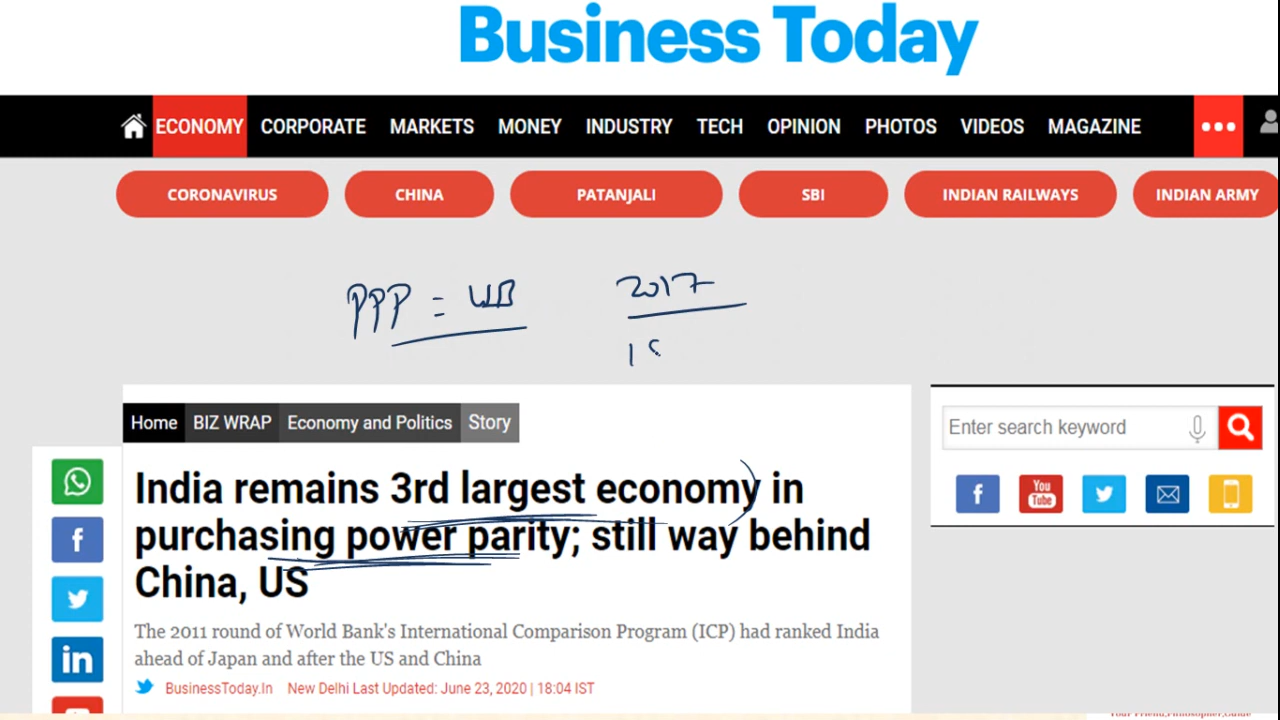 Business Today
ECONOMY CORPORATE MARKETS MONEY INDUSTRY TECH OPINION PHOTOS VIDEOS MAGAZINE
CORONAVIRUS CHINA PATANJALI SBI INDIAN RAILWAYS INDIAN ARMY
PPP = WB 2017
Home BIZ WRAP Economy and Politics Story
Enter search keyword
India remains 3rd largest economy in
purchasing power parity; still way behind
China, US
You Tube
The 2011 round of World Bank's International Comparison Program (ICP) had ranked India
ahead of Japan and after the US and China
BusinessToday.In New Delhi Last Updated: June 23, 2020 | 18:04 IST